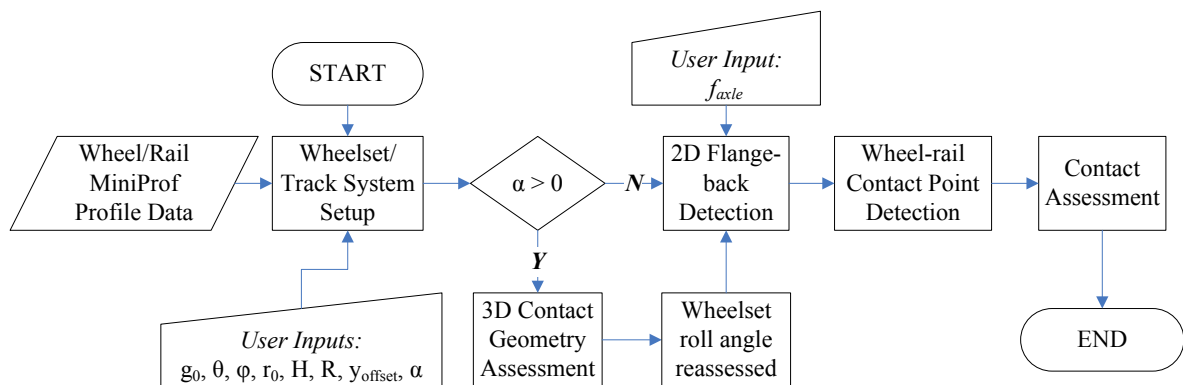 START
Wheel/Rail
MiniProf
Profile Data
Wheelset/
Track System
Setup
User Inputs:
g₀, θ, φ, r₀, H, R, y_offset, α
α > 0
N
Y
3D Contact
Geometry
Assessment
Wheelset
roll angle
reassessed
User Input:
f_axle
2D Flange-
back
Detection
Wheel-rail
Contact Point
Detection
Contact
Assessment
END